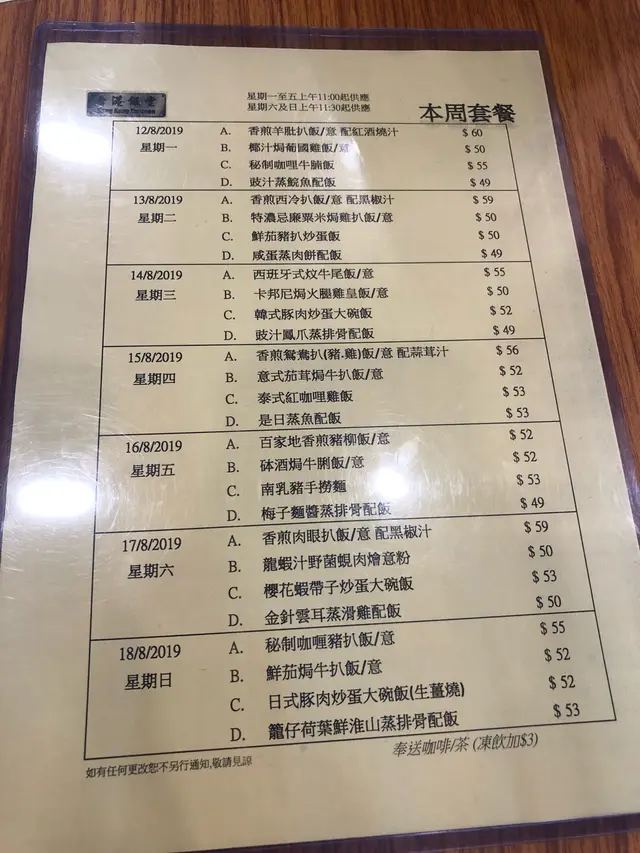 香港餐堂
星期一至五上午11:00起供應
星期六及日上午11:30起供應
本周套餐
12/8/2019 星期一
A. 香煎羊肶扒飯/意 配紅酒燒汁 $ 60
B. 椰汁焗葡國雞飯/意 $ 50
C. 秘制咖喱牛腩飯 $ 55
D. 豉汁蒸鯇魚配飯 $ 49
13/8/2019 星期二
A. 香煎西冷扒飯/意 配黑椒汁 $ 59
B. 特濃忌廉粟米焗雞扒飯/意 $ 50
C. 鮮茄豬扒炒蛋飯 $ 50
D. 咸蛋蒸肉餅配飯 $ 49
14/8/2019 星期三
A. 西班牙式炆牛尾飯/意 $ 55
B. 卡邦尼焗火腿雞皇飯/意 $ 50
C. 韓式豚肉炒蛋大碗飯 $ 52
D. 豉汁鳳爪蒸排骨配飯 $ 49
15/8/2019 星期四
A. 香煎鴛鴦扒(豬.雞)飯/意 配蒜茸汁 $ 56
B. 意式茄茸焗牛扒飯/意 $ 52
C. 泰式紅咖喱雞飯 $ 53
D. 是日蒸魚配飯 $ 53
16/8/2019 星期五
A. 百家地香煎豬柳飯/意 $ 52
B. 砵酒焗牛脷飯/意 $ 52
C. 南乳豬手撈麵 $ 53
D. 梅子麵醬蒸排骨配飯 $ 49
17/8/2019 星期六
A. 香煎肉眼扒飯/意 配黑椒汁 $ 59
B. 龍蝦汁野菌蜆肉燴意粉 $ 50
C. 櫻花蝦帶子炒蛋大碗飯 $ 53
D. 金針雲耳蒸滑雞配飯 $ 50
18/8/2019 星期日
A. 秘制咖喱豬扒飯/意 $ 55
B. 鮮茄焗牛扒飯/意 $ 52
C. 日式豚肉炒蛋大碗飯(生薑燒) $ 52
D. 籠仔荷葉鮮淮山蒸排骨配飯 $ 53
奉送咖啡/茶 (凍飲加$3)
如有任何更改恕不另行通知,敬請見諒